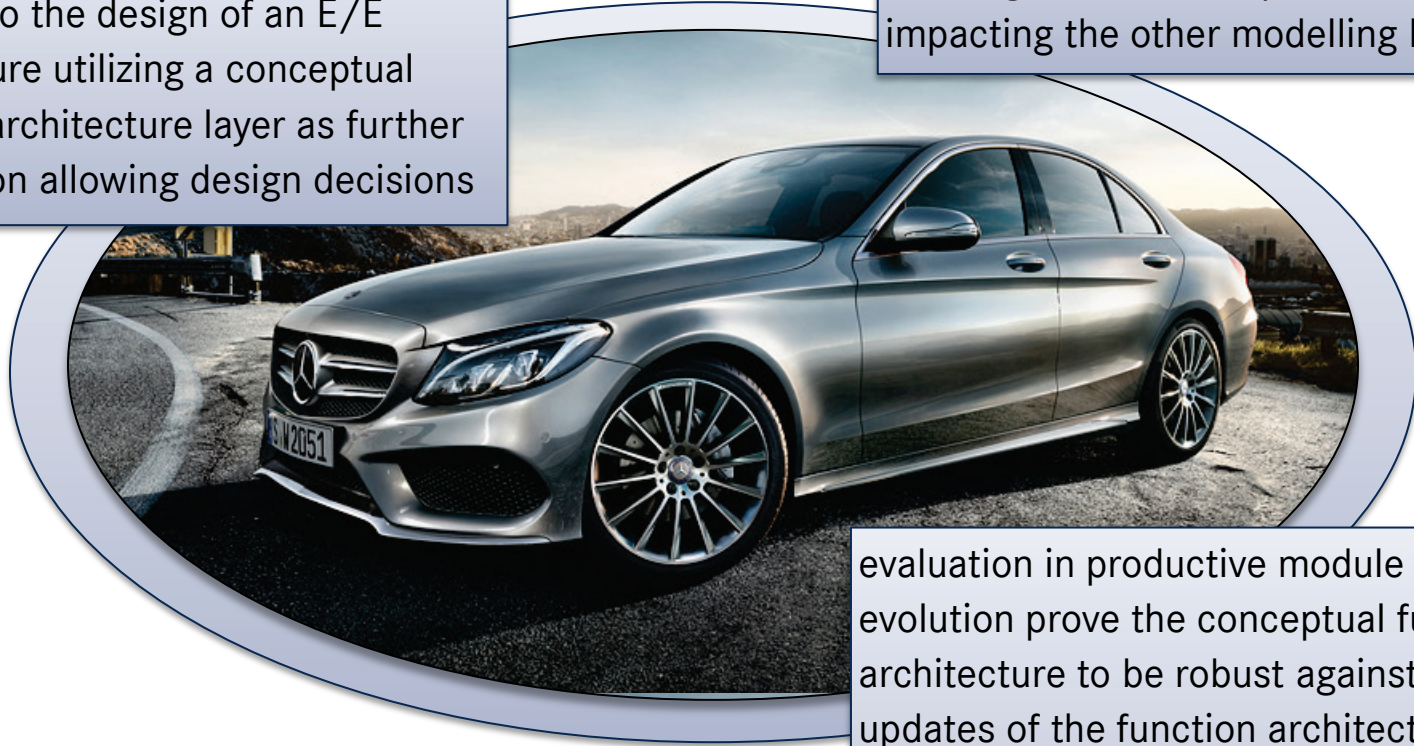 o the design of an E/E
ure utilizing a conceptual
architecture layer as further
on allowing design decisions
impacting the other modelling
S W2051
evaluation in productive module
evolution prove the conceptual
architecture to be robust against
updates of the function